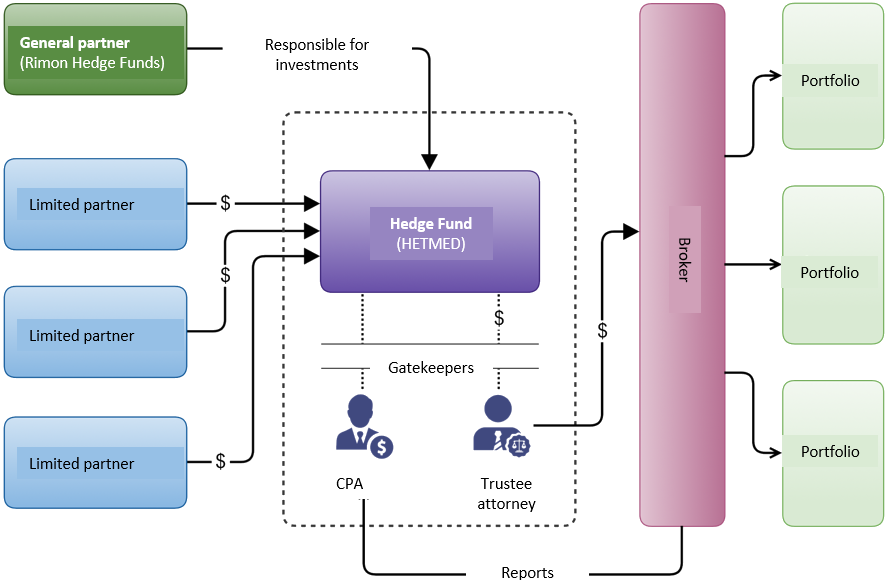 General partner
(Rimon Hedge Funds)
Responsible for
investments
Limited partner
$
Limited partner
$
Limited partner
$
Hedge Fund
(HETMED)
$
Gatekeepers
$
CPA
Trustee
attorney
$
Reports
Broker
Portfolio
Portfolio
Portfolio